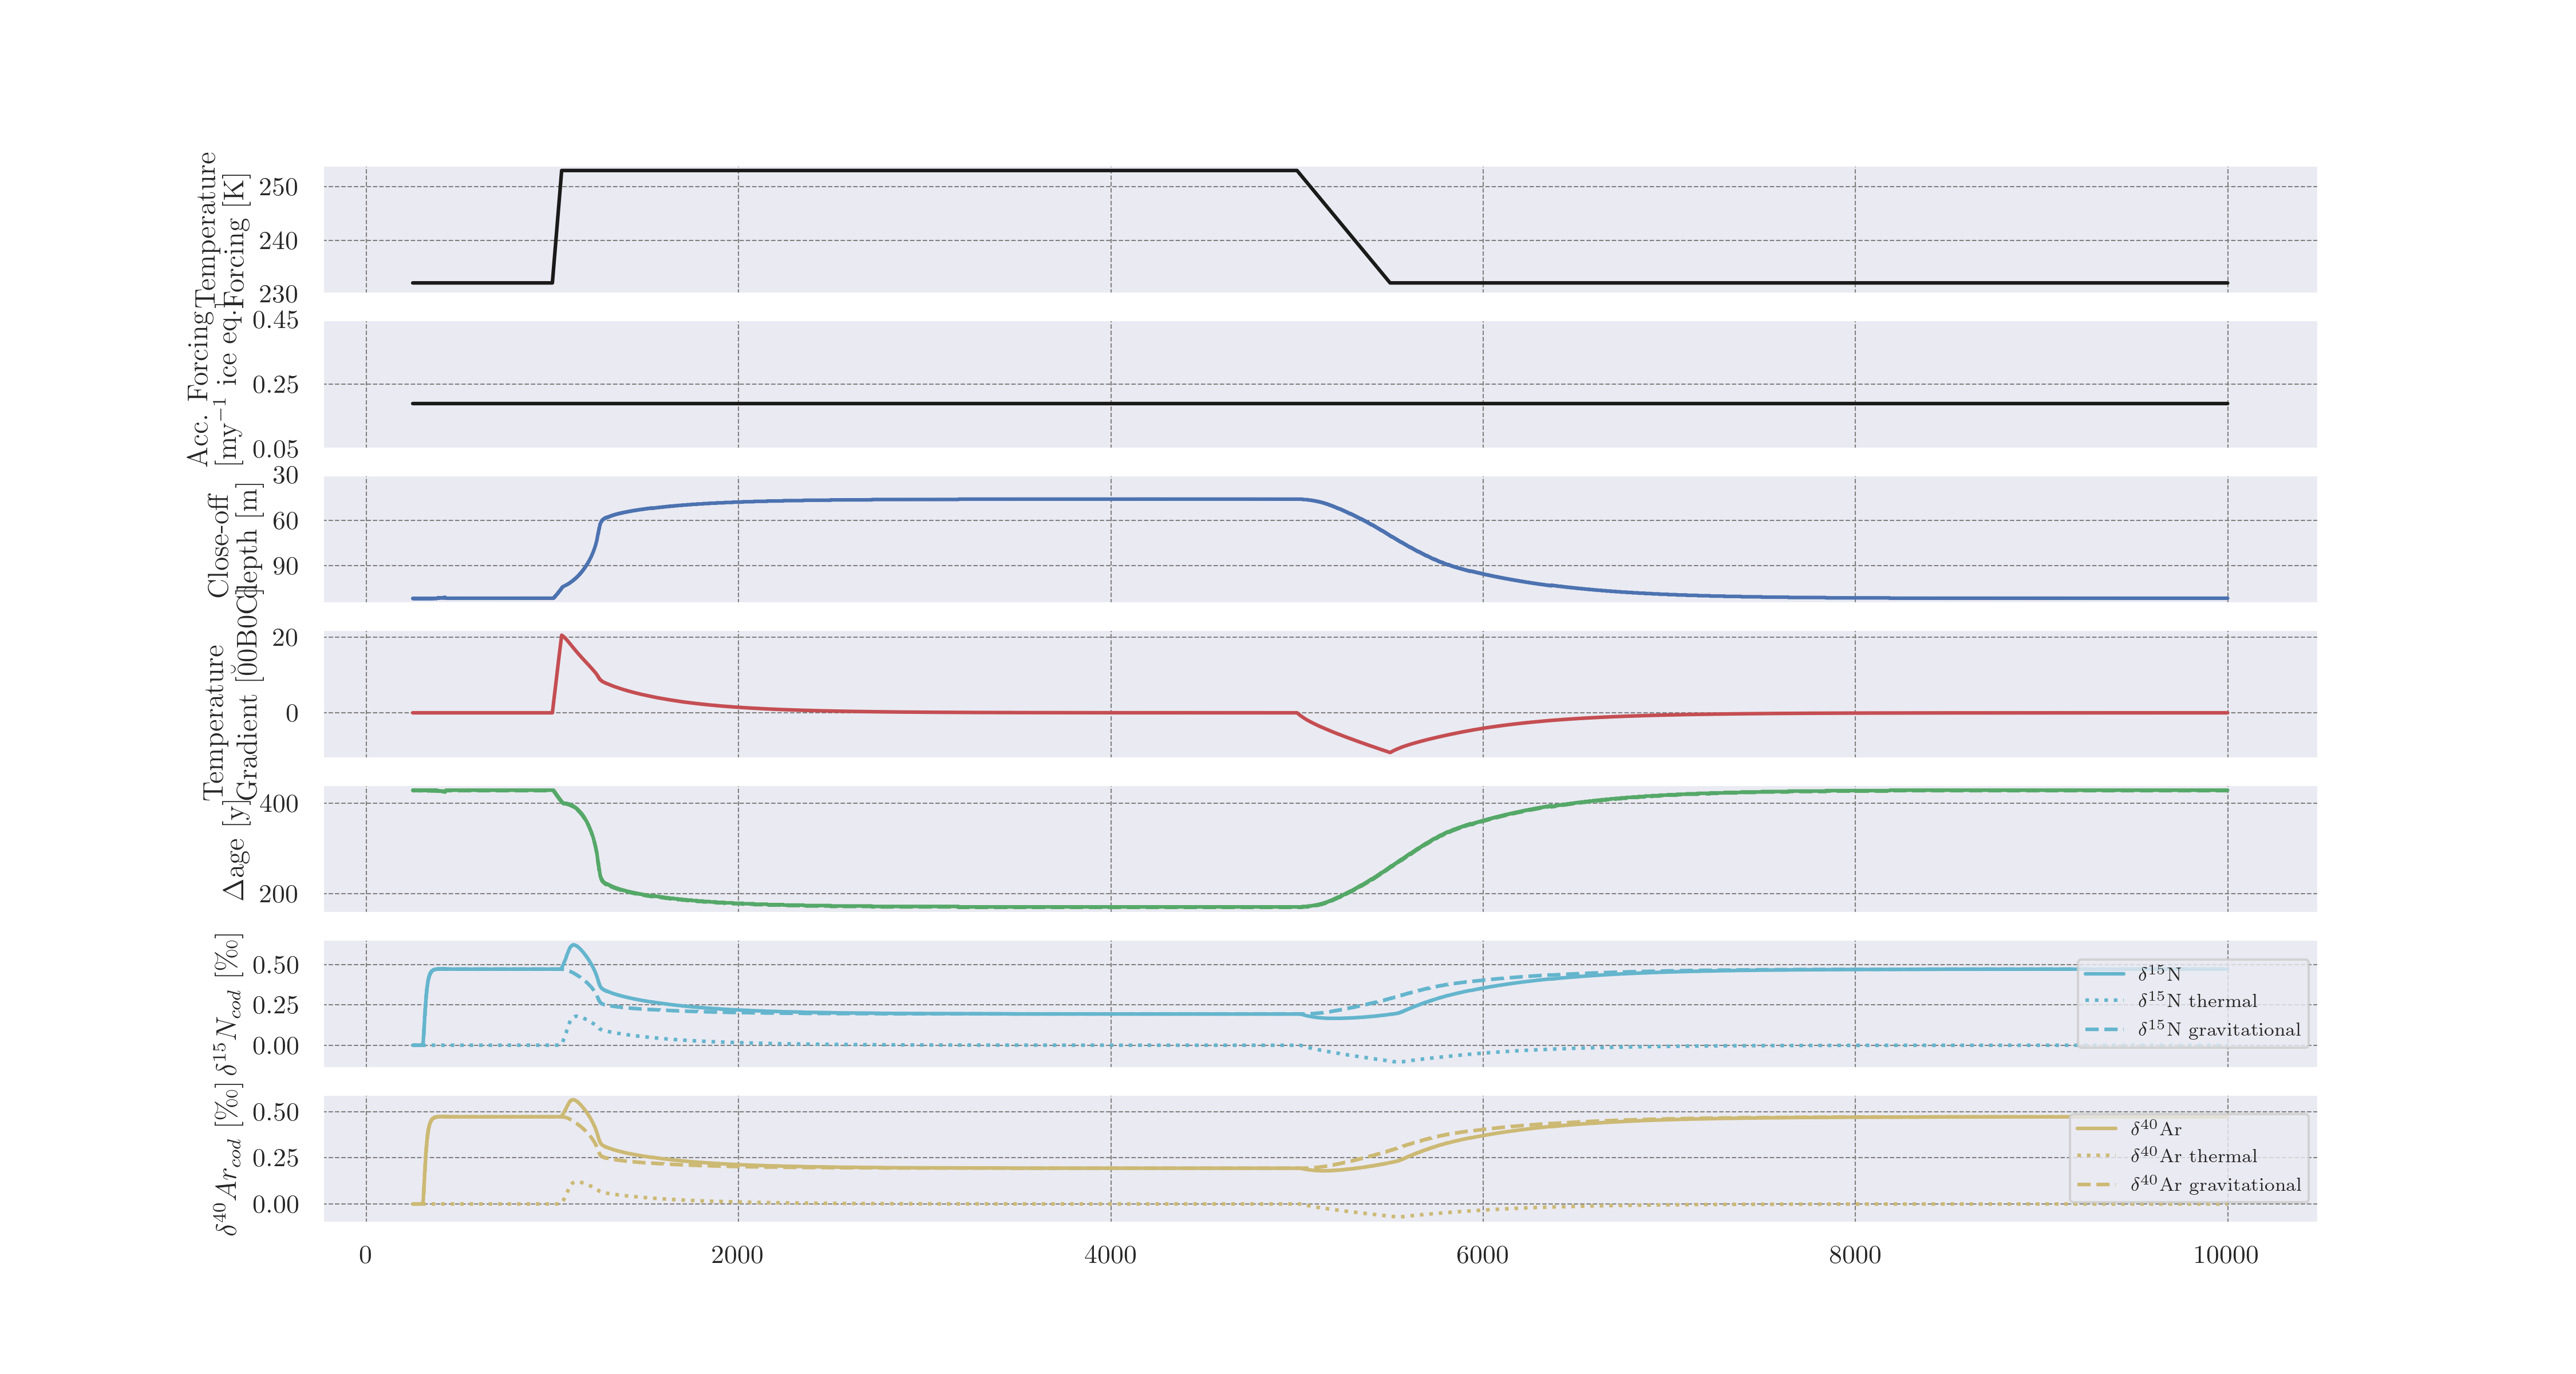 Temperature
Forcing [K]
250
240
230
Acc. Forcing
[my⁻¹ ice eq.]
0.45
0.25
0.05
Close-off
depth [m]
30
60
90
Temperature
Gradient [ŏ0B0C]
20
0
Δage [y]
400
200
δ¹⁵N_cod [‰]
0.50
0.25
0.00
δ¹⁵N
δ¹⁵N thermal
δ¹⁵N gravitational
δ⁴⁰Ar_cod [‰]
0.50
0.25
0.00
δ⁴⁰Ar
δ⁴⁰Ar thermal
δ⁴⁰Ar gravitational
0 2000 4000 6000 8000 10000